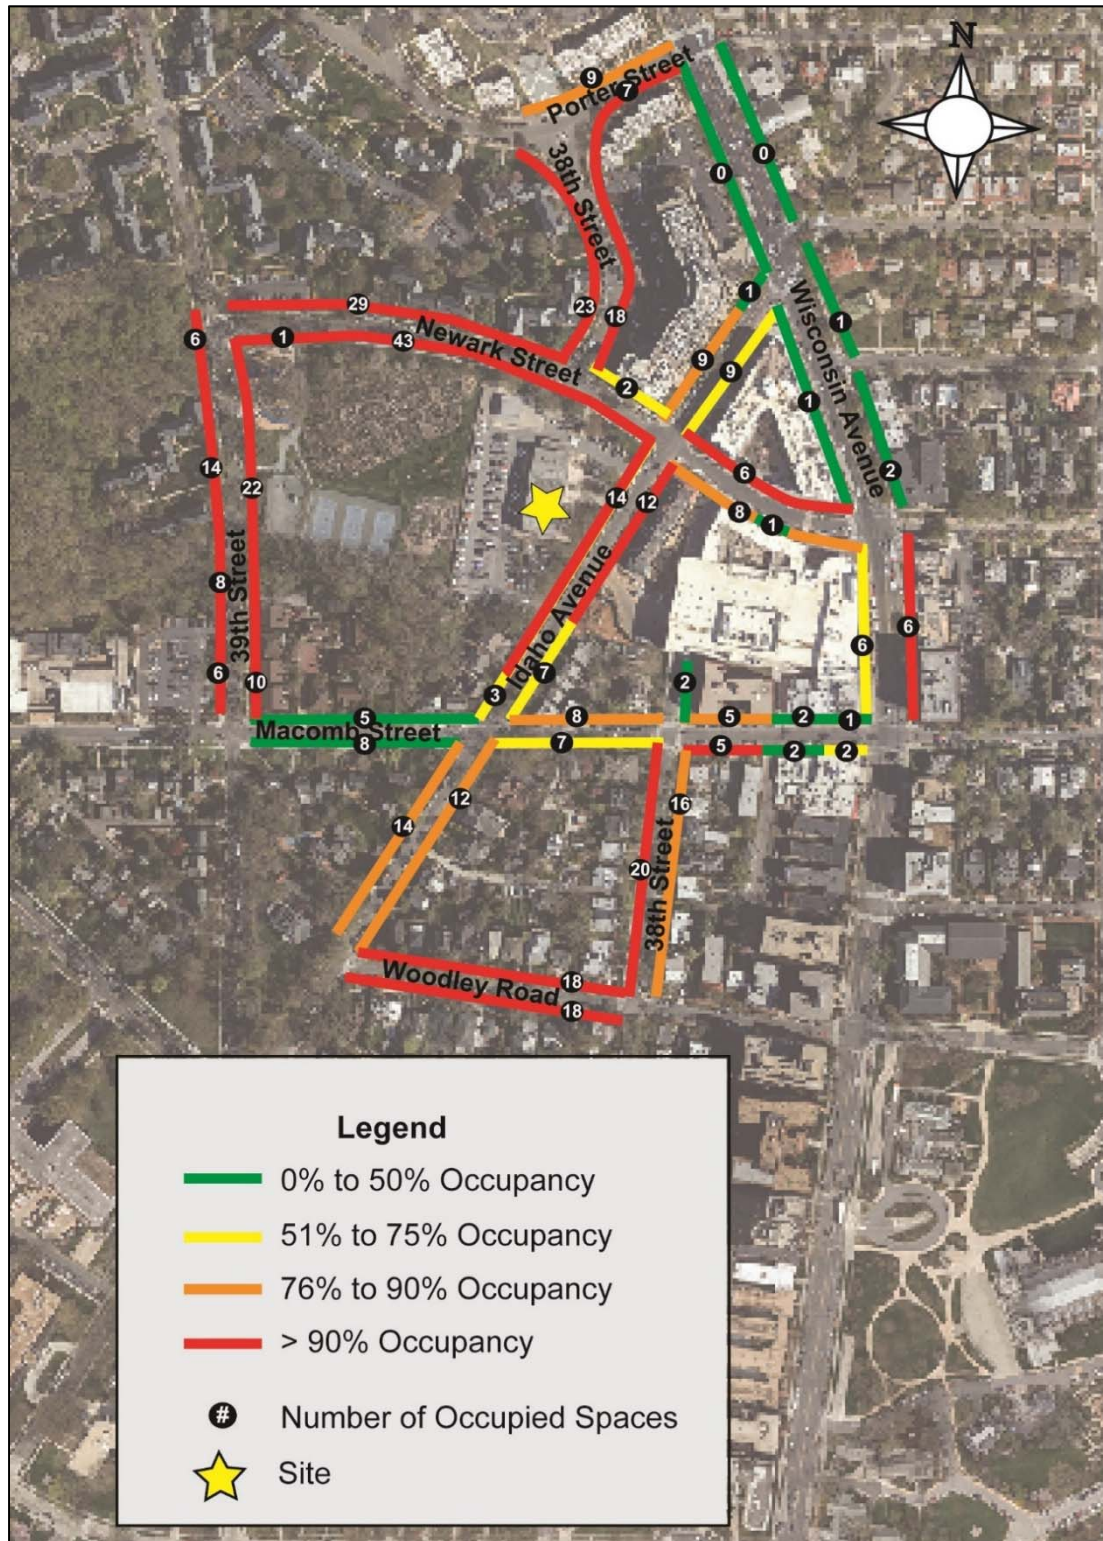 N
9
Porter Street
7
38th Street
0
0
1
Wisconsin Avenue
1
29
23
18
Newark Street
6
1
43
9
9
2
1
2
14
22
14
12
6
8
1
39th Street
8
Idaho Avenue
6
6
6
10
3
7
2
5
8
5
2
1
Macomb Street
8
7
5
2
2
14
12
16
20
38th Street
Woodley Road
18
18
Legend
0% to 50% Occupancy
51% to 75% Occupancy
76% to 90% Occupancy
> 90% Occupancy
# Number of Occupied Spaces
Site